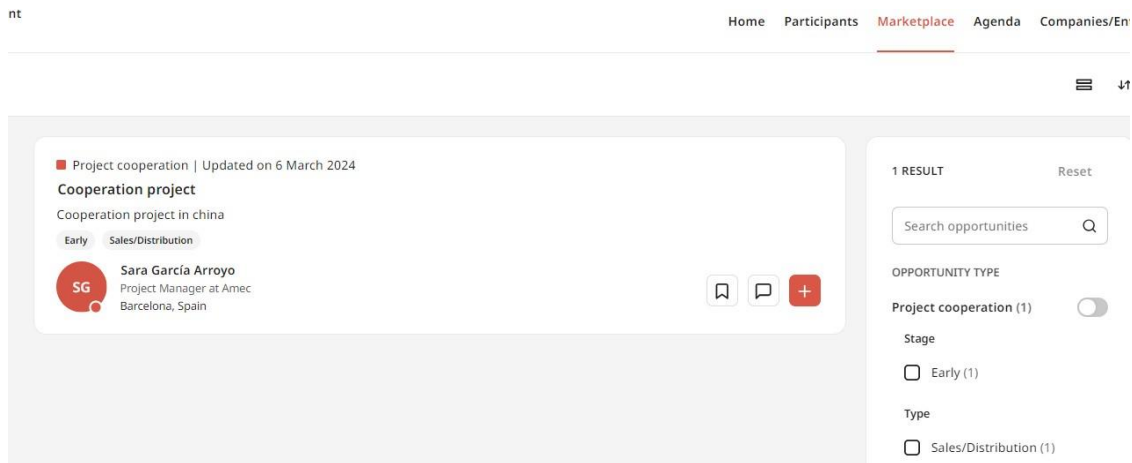 nt
Home Participants Marketplace Agenda Companies/En
Project cooperation | Updated on 6 March 2024
Cooperation project
Cooperation project in china
Early Sales/Distribution
SG
Sara García Arroyo
Project Manager at Amec
Barcelona, Spain
1 RESULT Reset
Search opportunities
OPPORTUNITY TYPE
Project cooperation (1)
Stage
Early (1)
Type
Sales/Distribution (1)